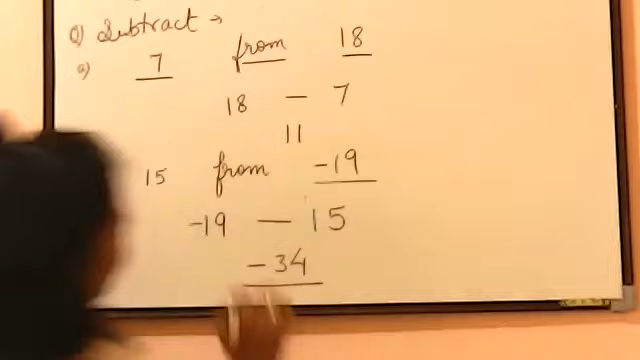 Q) Subtract →
a) 7 from 18
18 — 7
11
15 from -19
-19 — 15
-34